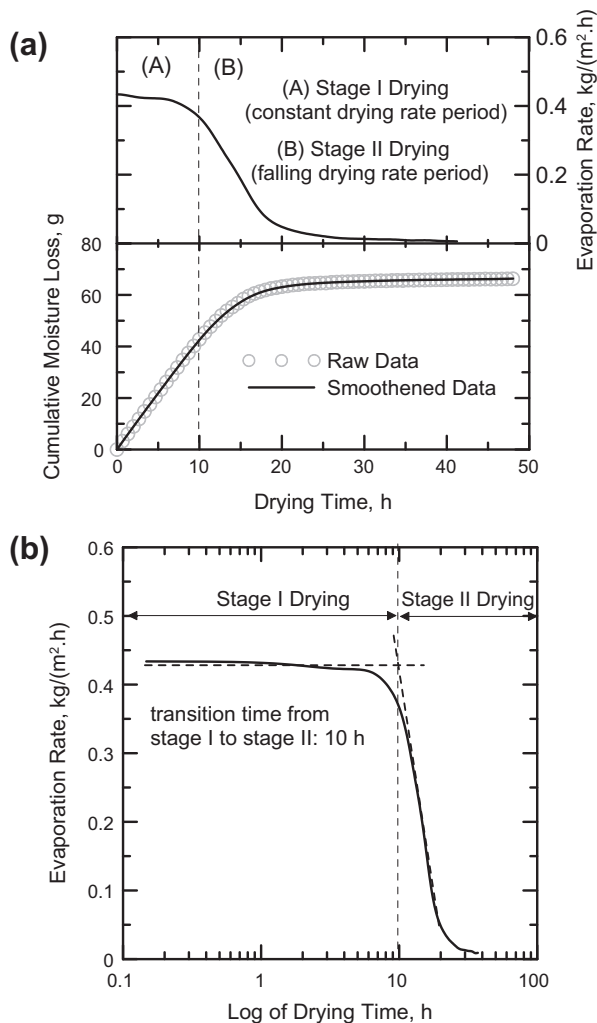 (a)
(A)
(B)
(A) Stage I Drying
(constant drying rate period)
(B) Stage II Drying
(falling drying rate period)
0.6
0.4
0.2
0
Evaporation Rate, kg/(m².h)
80
60
40
20
0
Cumulative Moisture Loss, g
Raw Data
Smoothened Data
0 10 20 30 40 50
Drying Time, h
(b)
0.6
0.5
0.4
0.3
0.2
0.1
0
Evaporation Rate, kg/(m².h)
Stage I Drying
Stage II Drying
transition time from
stage I to stage II: 10 h
0.1 1 10 100
Log of Drying Time, h